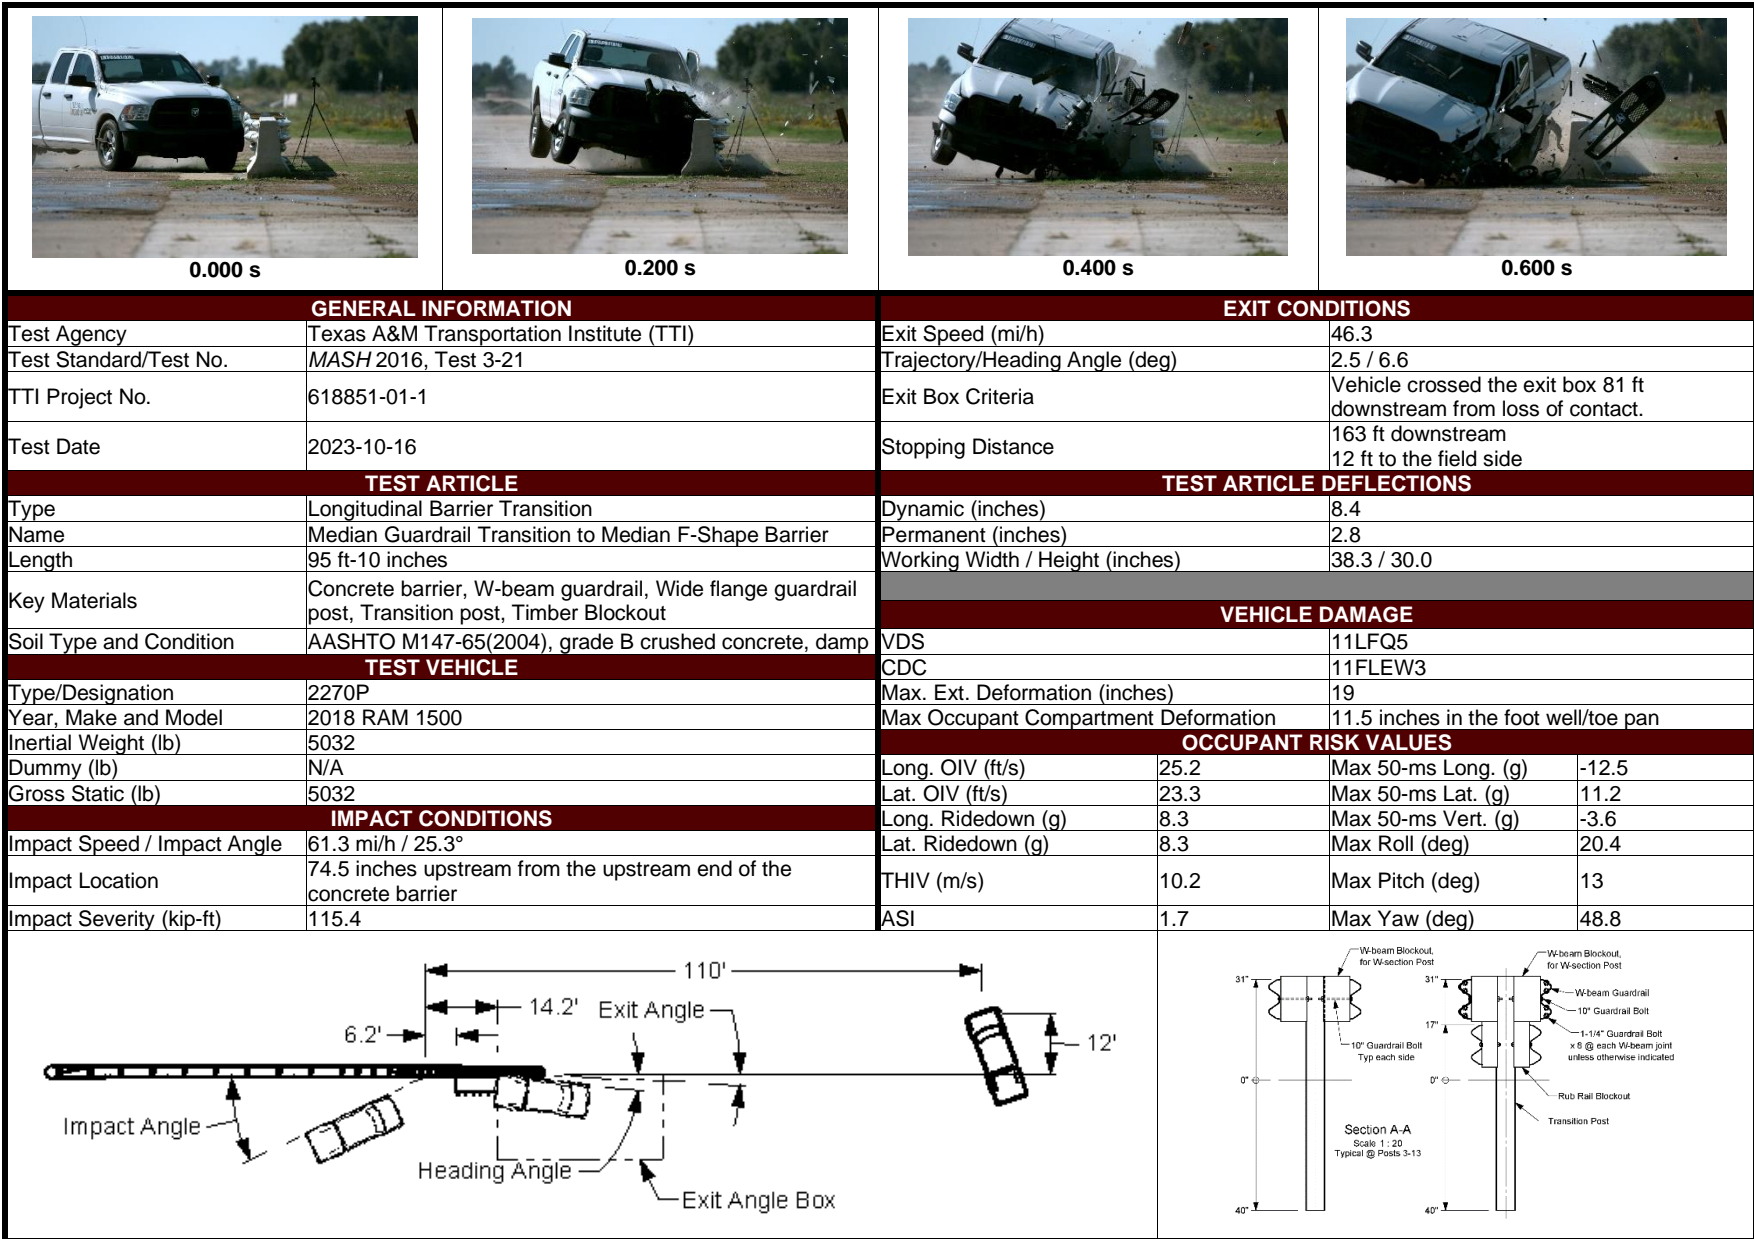 0.000 s
0.200 s
0.400 s
0.600 s
GENERAL INFORMATION
Test Agency Texas A&M Transportation Institute (TTI)
Test Standard/Test No. MASH 2016, Test 3-21
TTI Project No. 618851-01-1
Test Date 2023-10-16
TEST ARTICLE
Type Longitudinal Barrier Transition
Name Median Guardrail Transition to Median F-Shape Barrier
Length 95 ft-10 inches
Key Materials Concrete barrier, W-beam guardrail, Wide flange guardrail
post, Transition post, Timber Blockout
Soil Type and Condition AASHTO M147-65(2004), grade B crushed concrete, damp
TEST VEHICLE
Type/Designation 2270P
Year, Make and Model 2018 RAM 1500
Inertial Weight (lb) 5032
Dummy (lb) N/A
Gross Static (lb) 5032
IMPACT CONDITIONS
Impact Speed / Impact Angle 61.3 mi/h / 25.3°
Impact Location 74.5 inches upstream from the upstream end of the
concrete barrier
Impact Severity (kip-ft) 115.4
EXIT CONDITIONS
Exit Speed (mi/h) 46.3
Trajectory/Heading Angle (deg) 2.5 / 6.6
Exit Box Criteria Vehicle crossed the exit box 81 ft
downstream from loss of contact.
Stopping Distance 163 ft downstream
12 ft to the field side
TEST ARTICLE DEFLECTIONS
Dynamic (inches) 8.4
Permanent (inches) 2.8
Working Width / Height (inches) 38.3 / 30.0
VEHICLE DAMAGE
VDS 11LFQ5
CDC 11FLEW3
Max. Ext. Deformation (inches) 19
Max Occupant Compartment Deformation 11.5 inches in the foot well/toe pan
OCCUPANT RISK VALUES
Long. OIV (ft/s) 25.2 Max 50-ms Long. (g) -12.5
Lat. OIV (ft/s) 23.3 Max 50-ms Lat. (g) 11.2
Long. Ridedown (g) 8.3 Max 50-ms Vert. (g) -3.6
Lat. Ridedown (g) 8.3 Max Roll (deg) 20.4
THIV (m/s) 10.2 Max Pitch (deg) 13
ASI 1.7 Max Yaw (deg) 48.8
110'
14.2'
Exit Angle
6.2'
12'
Impact Angle
Heading Angle
Exit Angle Box
W-beam Blockout,
for W-section Post
31"
10" Guardrail Bolt
Typ each side
0"
Section A-A
Scale 1 : 20
Typical @ Posts 3-13
40"
W-beam Blockout,
for W-section Post
31"
W-beam Guardrail
10" Guardrail Bolt
17"
1-1/4" Guardrail Bolt
x 8 @ each W-beam joint
unless otherwise indicated
0"
Rub Rail Blockout
Transition Post
40"